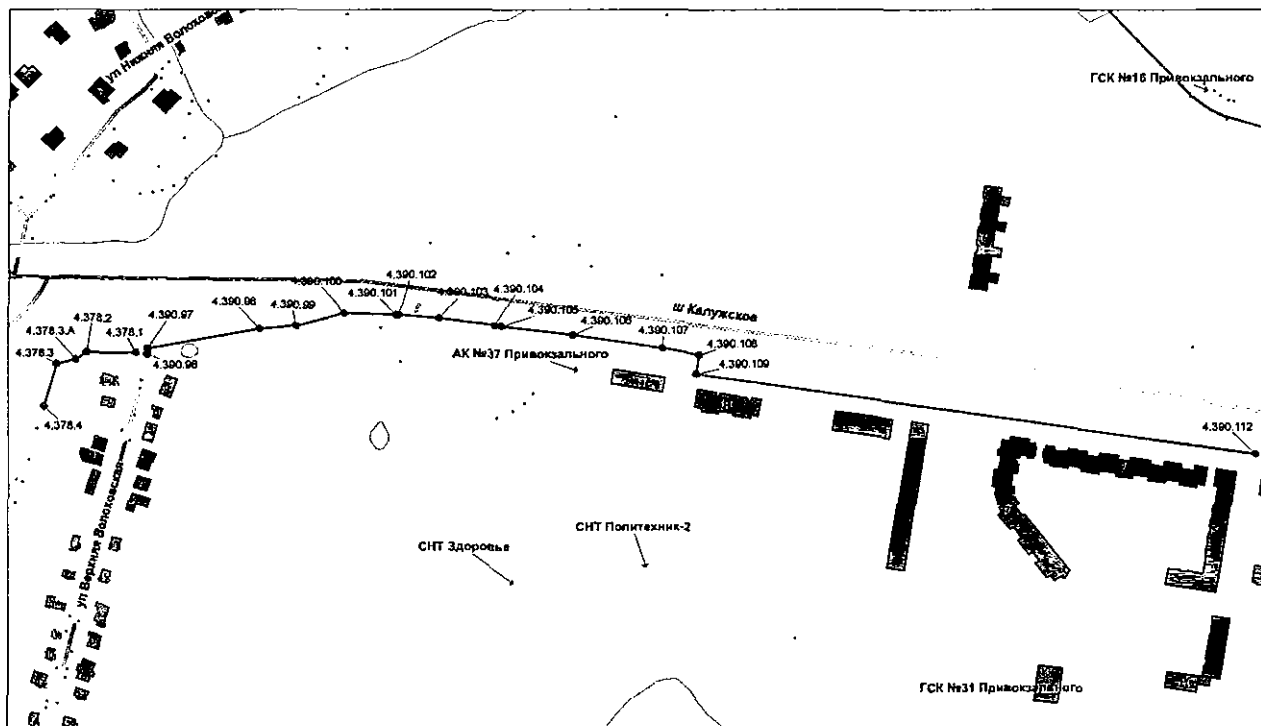 ул Нижняя Волоховс
ГСК №16 Привокзального
4.390.100
4.390.102
4.390.101
4.390.103
4.390.104
4.390.105
ш Калужское
4.390.106
4.390.107
4.390.108
4.390.109
4.390.98
4.390.99
4.390.97
4.378.2
4.378.1
4.378.3.А
4.378.3
4.390.96
4.378.4
АК №37 Привокзального
4.390.112
ул Верхняя Волоховская
СНТ Политехник-2
СНТ Здоровье
ГСК №31 Привокзального